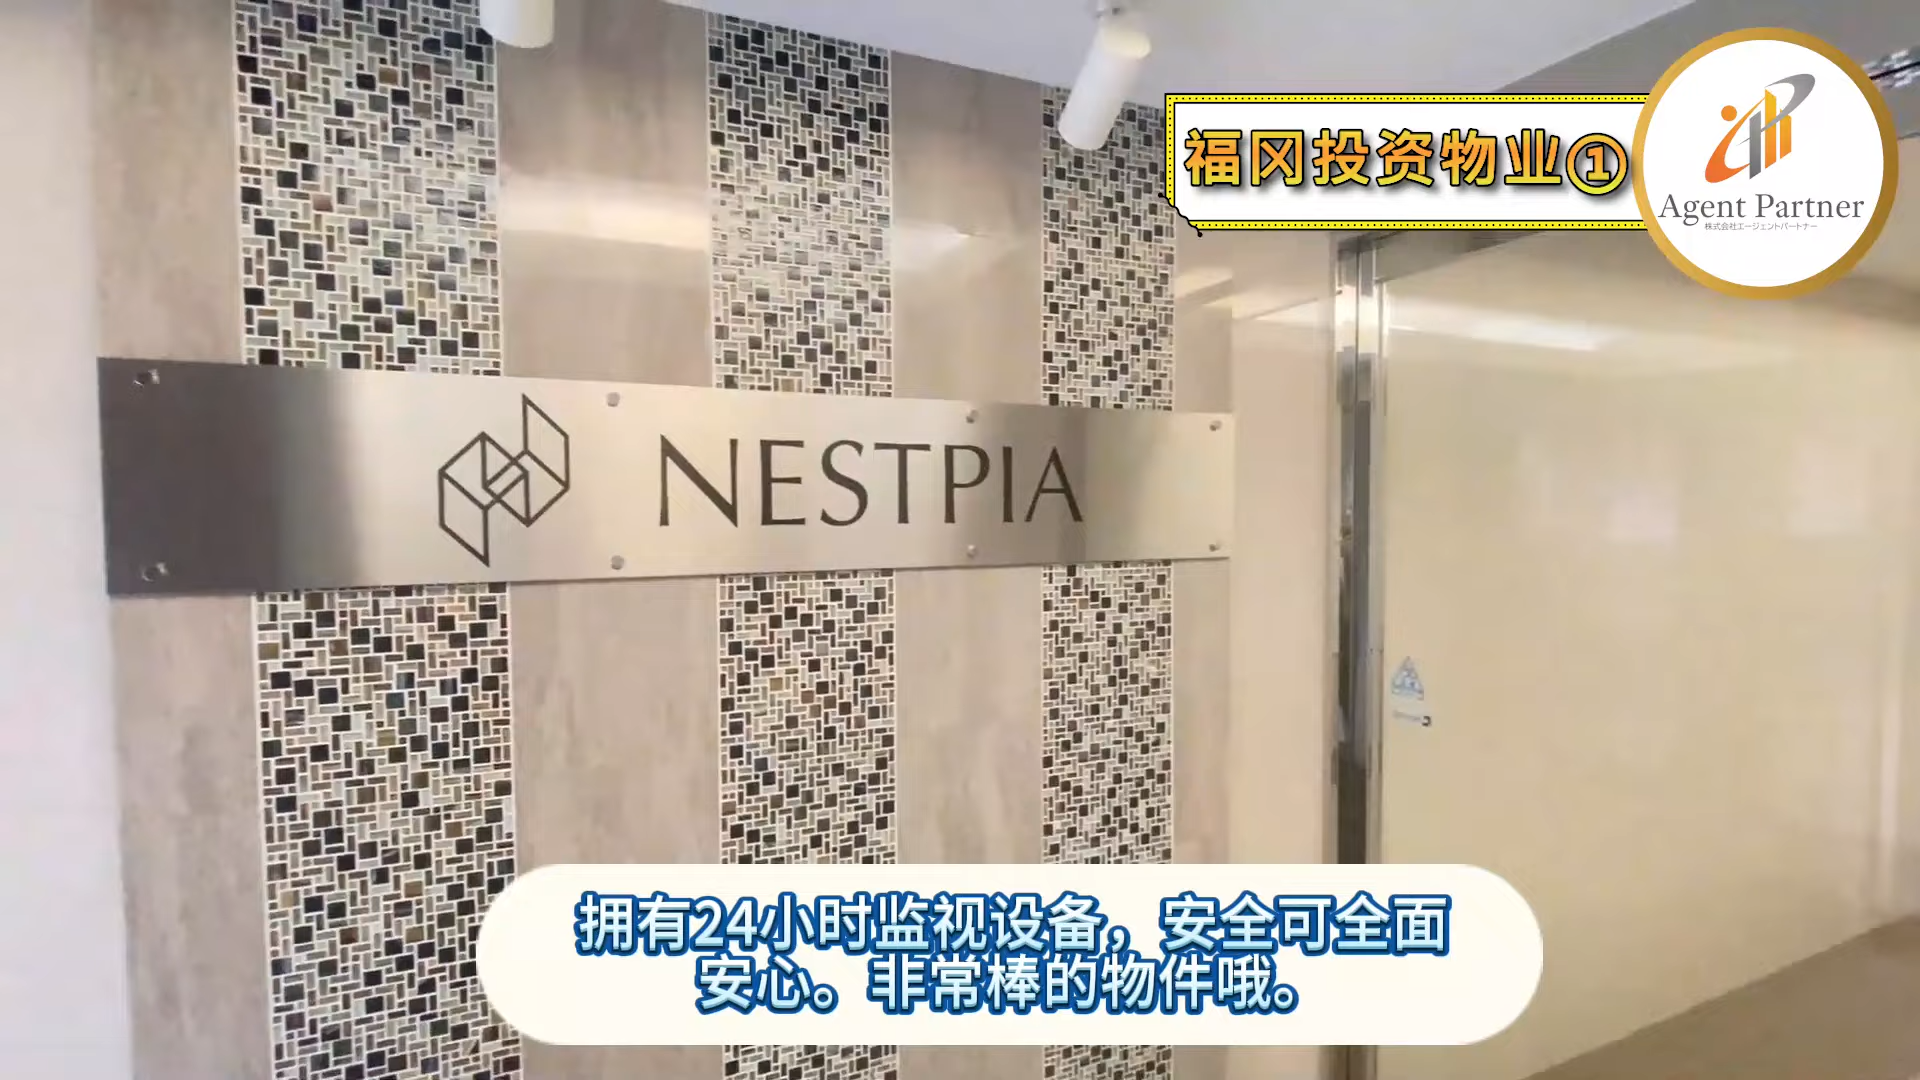 福冈投资物业①
Agent Partner
株式会社エージェントパートナー
NESTPIA
拥有24小时监视设备，安全可全面
安心。非常棒的物件哦。